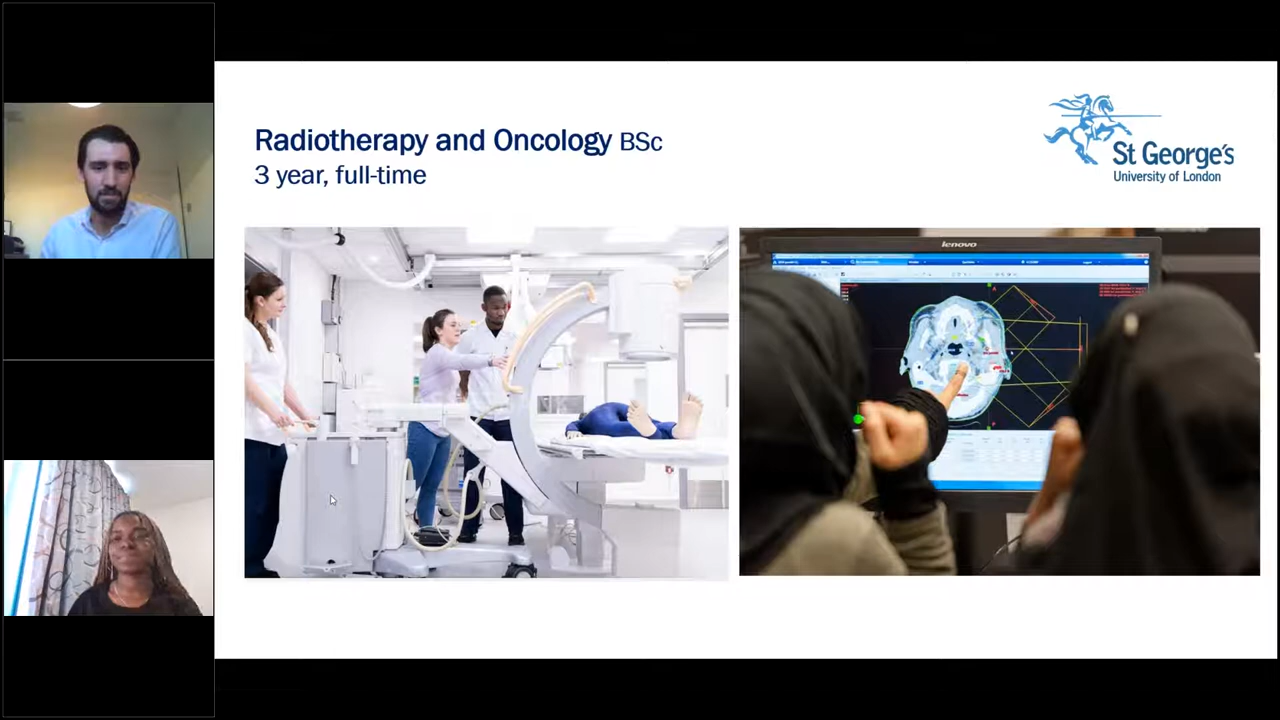 Radiotherapy and Oncology BSc
3 year, full-time
St George's
University of London
lenovo